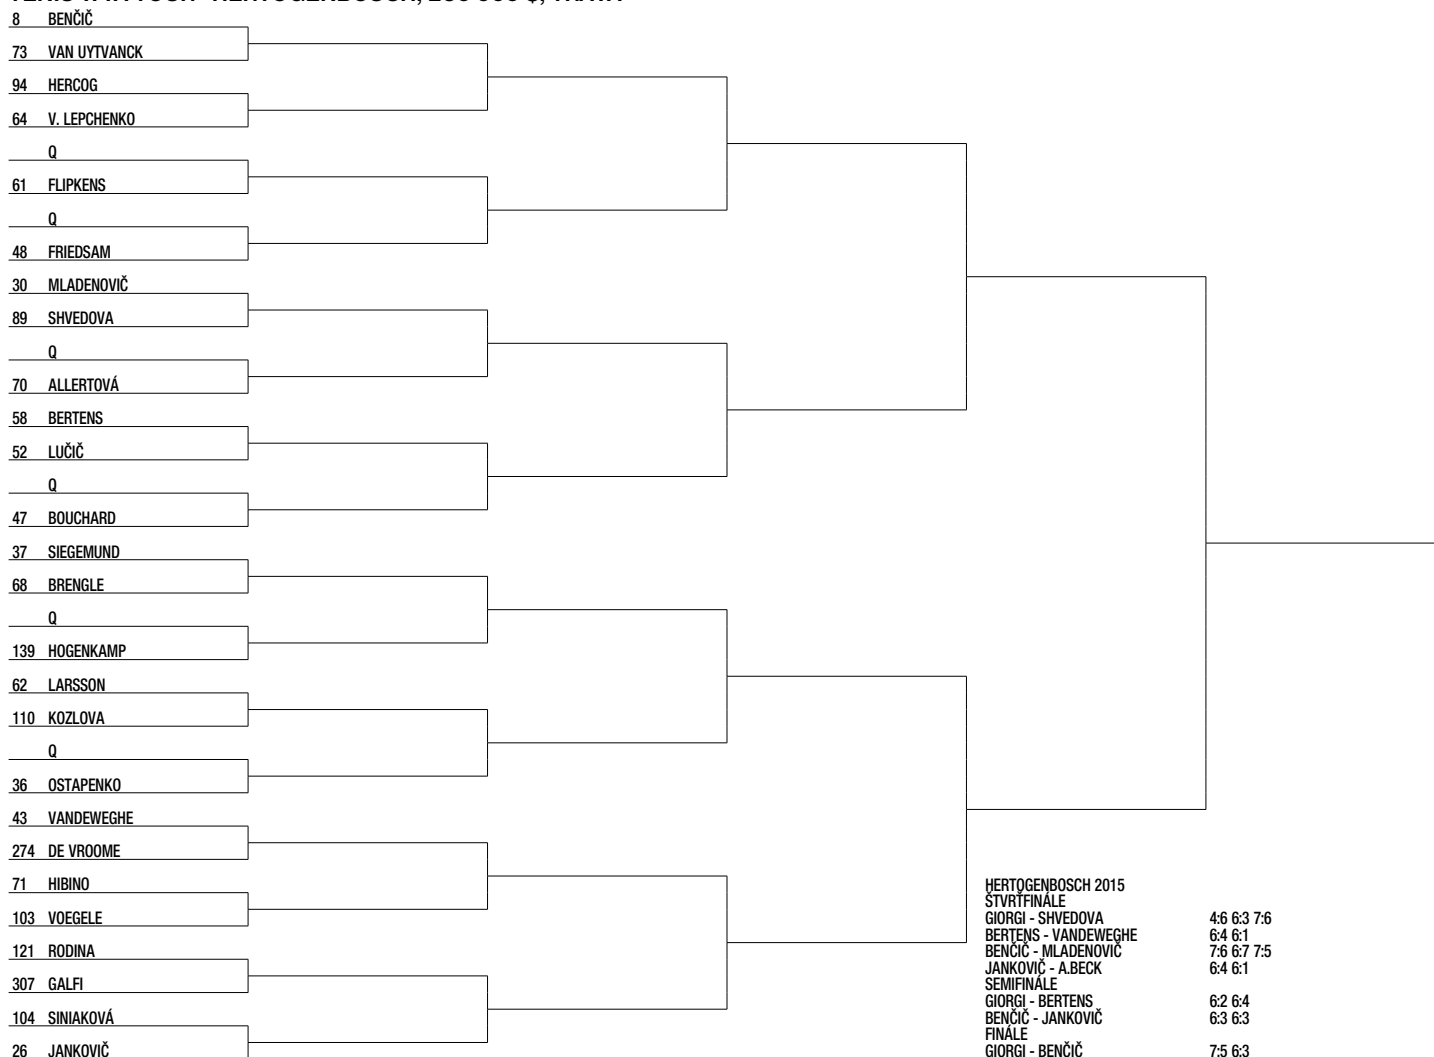 8 BENČIČ
73 VAN UYTVANCK
94 HERCOG
64 V. LEPCHENKO
Q
61 FLIPKENS
Q
48 FRIEDSAM
30 MLADENOVIČ
89 SHVEDOVA
Q
70 ALLERTOVÁ
58 BERTENS
52 LUČIČ
Q
47 BOUCHARD
37 SIEGEMUND
68 BRENGLE
Q
139 HOGENKAMP
62 LARSSON
110 KOZLOVA
Q
36 OSTAPENKO
43 VANDEWEGHE
274 DE VROOME
71 HIBINO
103 VOEGELE
121 RODINA
307 GALFI
104 SINIAKOVÁ
26 JANKOVIČ
HERTOGENBOSCH 2015
ŠTVRŤFINÁLE
GIORGI - SHVEDOVA 4:6 6:3 7:6
BERTENS - VANDEWEGHE 6:4 6:1
BENČIČ - MLADENOVIČ 7:6 6:7 7:5
JANKOVIČ - A.BECK 6:4 6:1
SEMIFINÁLE
GIORGI - BERTENS 6:2 6:4
BENČIČ - JANKOVIČ 6:3 6:3
FINÁLE
GIORGI - BENČIČ 7:5 6:3